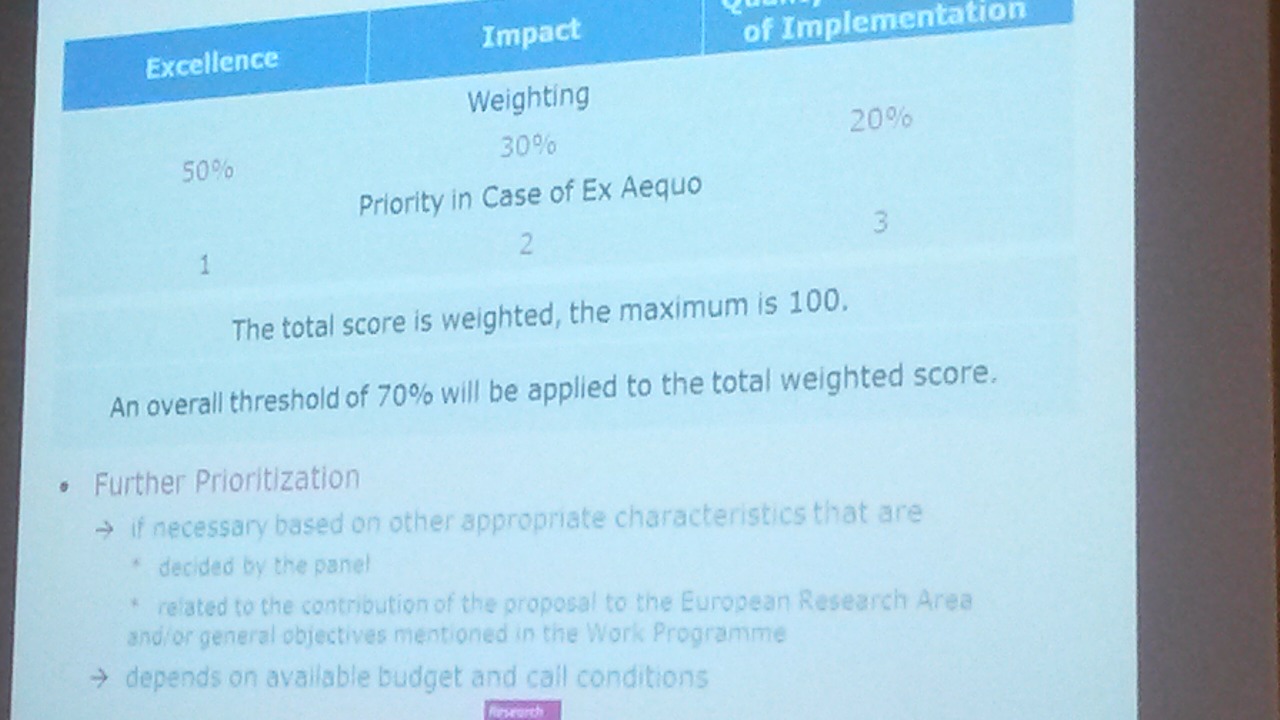 Excellence
Impact
of Implementation
Weighting
50%
30%
20%
Priority in Case of Ex Aequo
1
2
3
The total score is weighted, the maximum is 100.
An overall threshold of 70% will be applied to the total weighted score.
• Further Prioritization
→ if necessary based on other appropriate characteristics that are
* decided by the panel
* related to the contribution of the proposal to the European Research Area
and/or general objectives mentioned in the Work Programme
→ depends on available budget and call conditions
Research